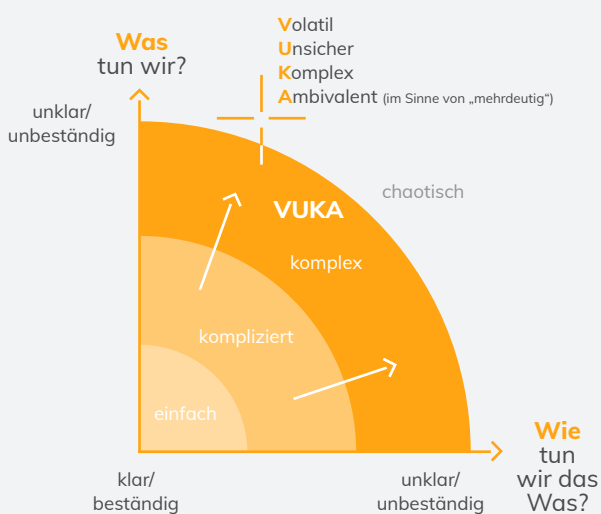 Volatil
Unsicher
Komplex
Ambivalent (im Sinne von „mehrdeutig“)
Was
tun wir?
unklar/
unbeständig
chaotisch
VUKA
komplex
kompliziert
einfach
Wie
tun
wir das
Was?
klar/
beständig
unklar/
unbeständig